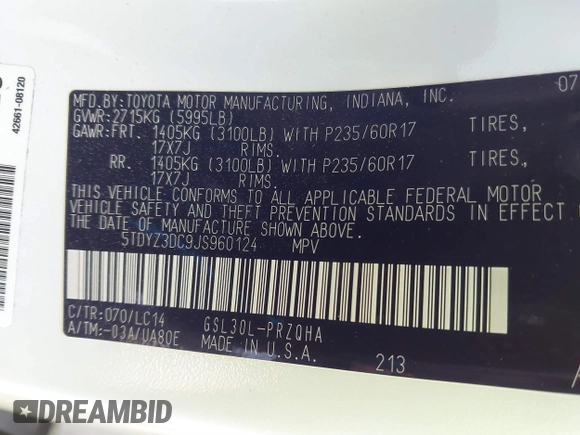 42661-08120
07
MFD.BY:TOYOTA MOTOR MANUFACTURING, INDIANA, INC.
GVWR:2715KG (5995LB)
GAWR:FRT. 1405KG (3100LB) WITH P235/60R17 TIRES,
17X7J RIMS.
RR. 1405KG (3100LB) WITH P235/60R17 TIRES,
17X7J RIMS.
THIS VEHICLE CONFORMS TO ALL APPLICABLE FEDERAL MOTOR
VEHICLE SAFETY AND THEFT PREVENTION STANDARDS IN EFFECT
THE DATE OF MANUFACTURE SHOWN ABOVE.
5TDYZ3DC9JS960124 MPV
C/TR:070/LC14 GSL30L-PRZQHA
A/TM:-03A/UA80E MADE IN U.S.A.
213
DREAMBID